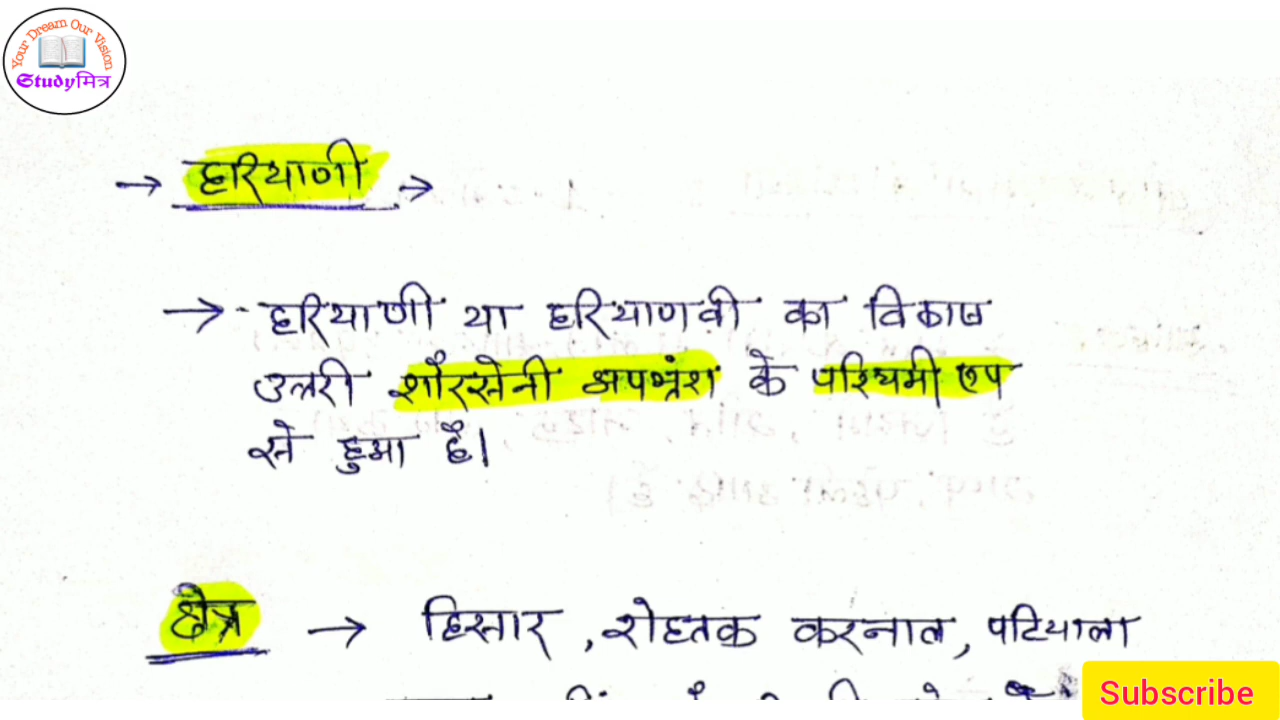 Your Dream Our Vision
Studyमित्र
→ हरियाणी →
→ हरियाणी या हरियाणवी का विकास
उत्तरी शौरसेनी अपभ्रंश के पश्चिमी रूप
से हुआ है।
क्षेत्र → हिसार, रोहतक करनाल, पटियाला
Subscribe